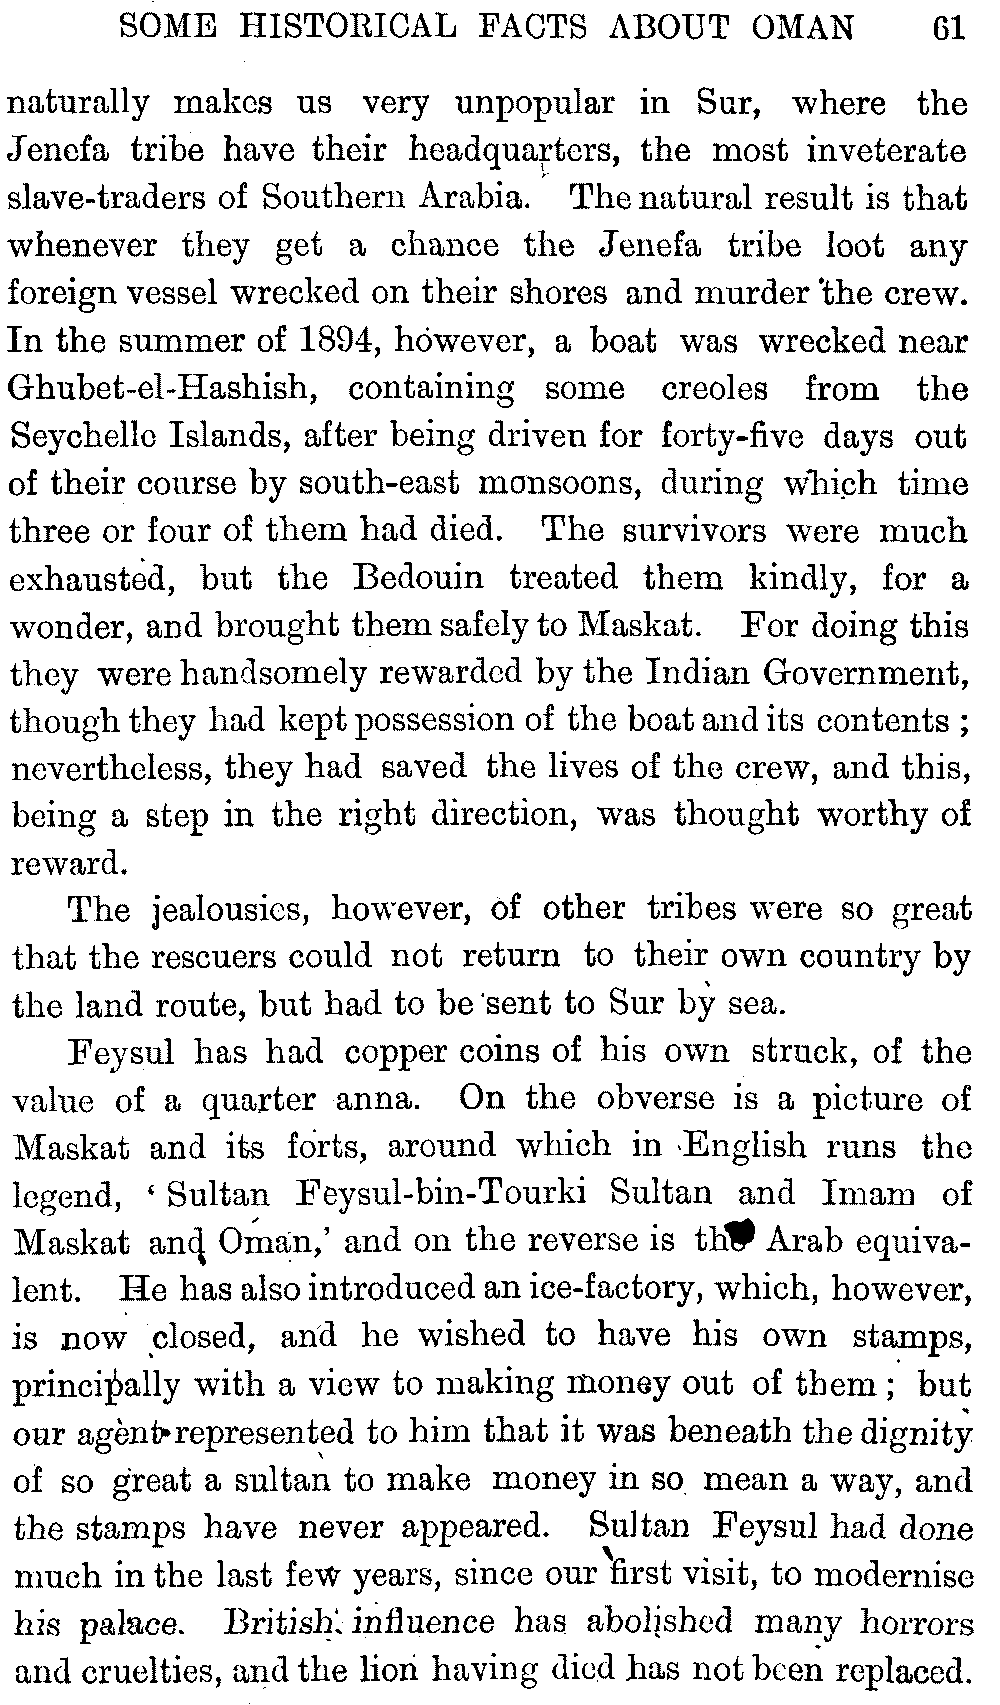 SOME HISTORICAL FACTS ABOUT OMAN 61
naturally makes us very unpopular in Sur, where the
Jenefa tribe have their headquarters, the most inveterate
slave-traders of Southern Arabia. The natural result is that
whenever they get a chance the Jenefa tribe loot any
foreign vessel wrecked on their shores and murder the crew.
In the summer of 1894, however, a boat was wrecked near
Ghubet-el-Hashish, containing some creoles from the
Seychelle Islands, after being driven for forty-five days out
of their course by south-east monsoons, during which time
three or four of them had died. The survivors were much
exhausted, but the Bedouin treated them kindly, for a
wonder, and brought them safely to Maskat. For doing this
they were handsomely rewarded by the Indian Government,
though they had kept possession of the boat and its contents ;
nevertheless, they had saved the lives of the crew, and this,
being a step in the right direction, was thought worthy of
reward.
The jealousies, however, of other tribes were so great
that the rescuers could not return to their own country by
the land route, but had to be sent to Sur by sea.
Feysul has had copper coins of his own struck, of the
value of a quarter anna. On the obverse is a picture of
Maskat and its forts, around which in English runs the
legend, ‘ Sultan Feysul-bin-Tourki Sultan and Imam of
Maskat and Oman,’ and on the reverse is the Arab equiva-
lent. He has also introduced an ice-factory, which, however,
is now closed, and he wished to have his own stamps,
principally with a view to making money out of them ; but
our agent represented to him that it was beneath the dignity
of so great a sultan to make money in so mean a way, and
the stamps have never appeared. Sultan Feysul had done
much in the last few years, since our first visit, to modernise
his palace. British influence has abolished many horrors
and cruelties, and the lion having died has not been replaced.